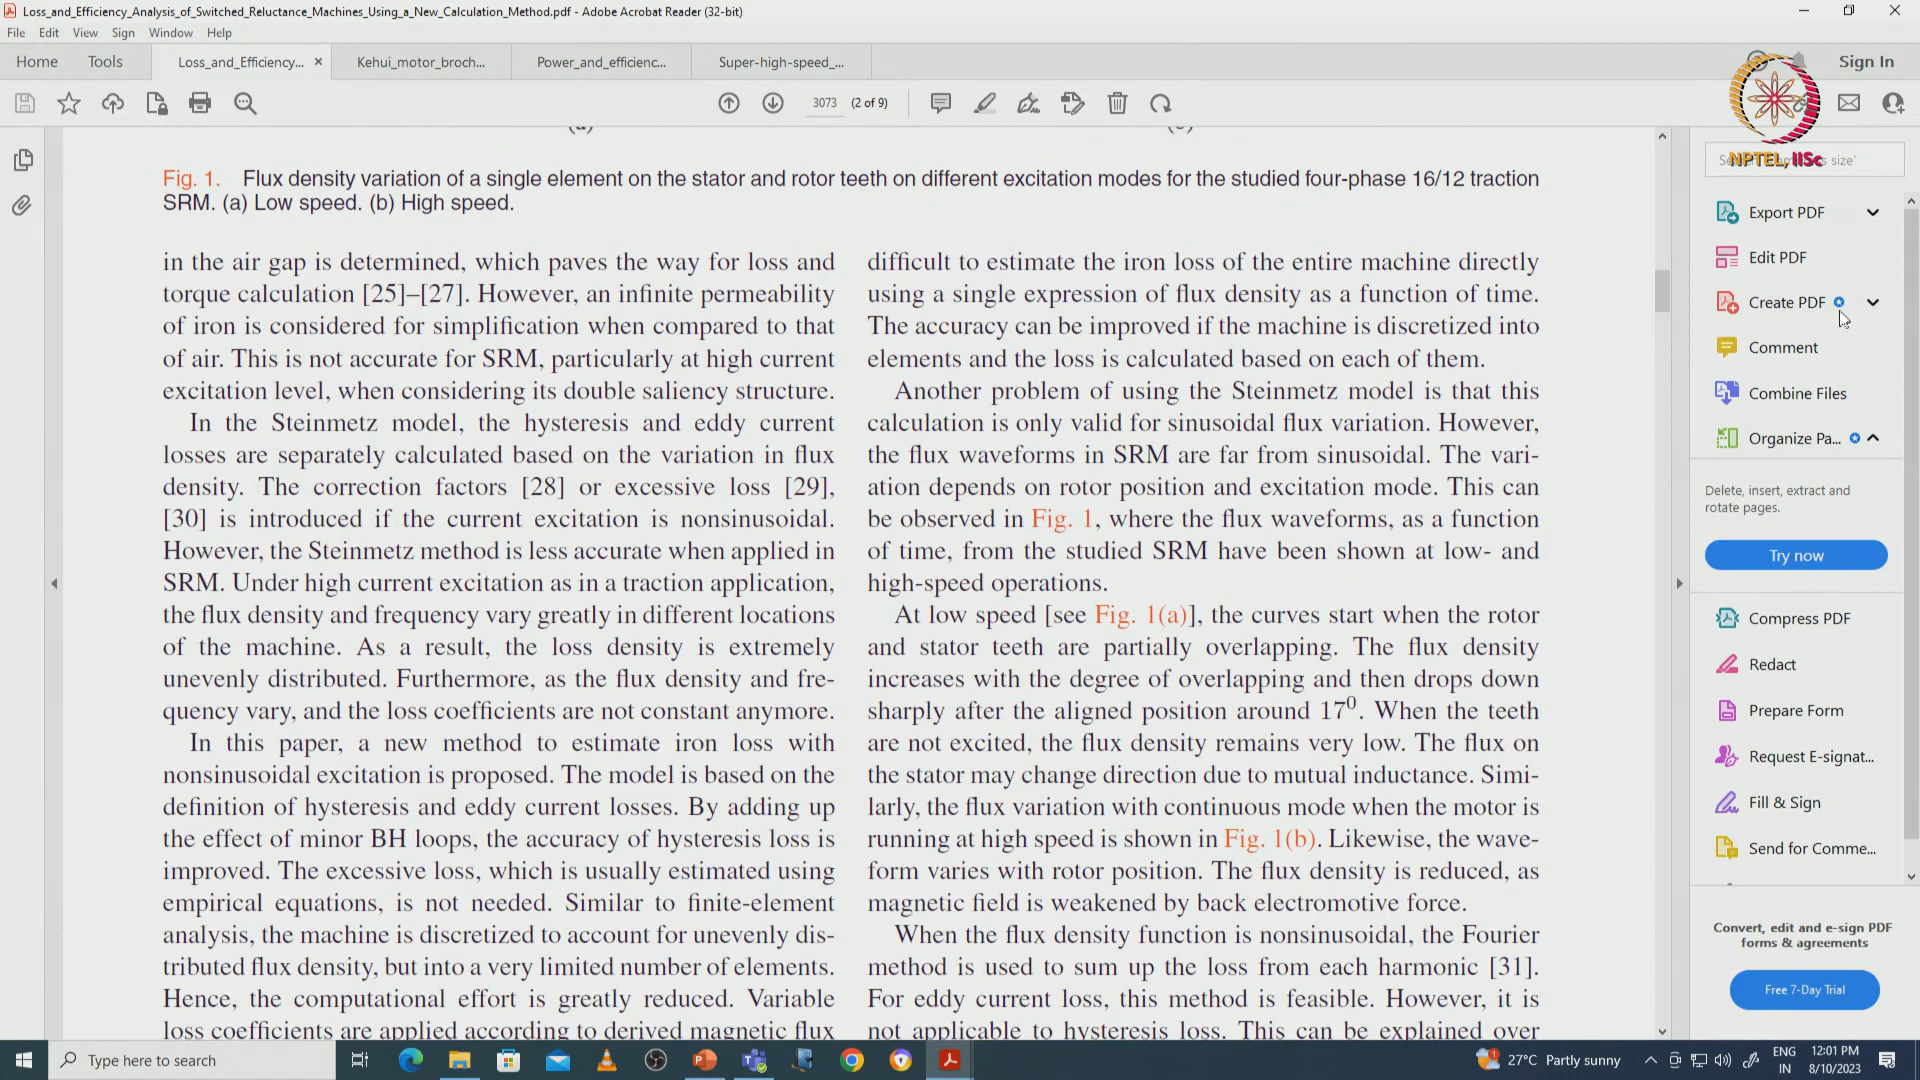 Loss_and_Efficiency_Analysis_of_Switched_Reluctance_Machines_Using_a_New_Calculation_Method.pdf - Adobe Acrobat Reader (32-bit)
File Edit View Sign Window Help
Home Tools Loss_and_Efficiency... Kehui_motor_broch... Power_and_efficienc... Super-high-speed_... Sign In
3073 (2 of 9)
(a)
NPTEL, IISc
Fig. 1. Flux density variation of a single element on the stator and rotor teeth on different excitation modes for the studied four-phase 16/12 traction
SRM. (a) Low speed. (b) High speed.
in the air gap is determined, which paves the way for loss and
torque calculation [25]–[27]. However, an infinite permeability
of iron is considered for simplification when compared to that
of air. This is not accurate for SRM, particularly at high current
excitation level, when considering its double saliency structure.
In the Steinmetz model, the hysteresis and eddy current
losses are separately calculated based on the variation in flux
density. The correction factors [28] or excessive loss [29],
[30] is introduced if the current excitation is nonsinusoidal.
However, the Steinmetz method is less accurate when applied in
SRM. Under high current excitation as in a traction application,
the flux density and frequency vary greatly in different locations
of the machine. As a result, the loss density is extremely
unevenly distributed. Furthermore, as the flux density and fre-
quency vary, and the loss coefficients are not constant anymore.
In this paper, a new method to estimate iron loss with
nonsinusoidal excitation is proposed. The model is based on the
definition of hysteresis and eddy current losses. By adding up
the effect of minor BH loops, the accuracy of hysteresis loss is
improved. The excessive loss, which is usually estimated using
empirical equations, is not needed. Similar to finite-element
analysis, the machine is discretized to account for unevenly dis-
tributed flux density, but into a very limited number of elements.
Hence, the computational effort is greatly reduced. Variable
loss coefficients are applied according to derived magnetic flux
difficult to estimate the iron loss of the entire machine directly
using a single expression of flux density as a function of time.
The accuracy can be improved if the machine is discretized into
elements and the loss is calculated based on each of them.
Another problem of using the Steinmetz model is that this
calculation is only valid for sinusoidal flux variation. However,
the flux waveforms in SRM are far from sinusoidal. The vari-
ation depends on rotor position and excitation mode. This can
be observed in Fig. 1, where the flux waveforms, as a function
of time, from the studied SRM have been shown at low- and
high-speed operations.
At low speed [see Fig. 1(a)], the curves start when the rotor
and stator teeth are partially overlapping. The flux density
increases with the degree of overlapping and then drops down
sharply after the aligned position around 17⁰. When the teeth
are not excited, the flux density remains very low. The flux on
the stator may change direction due to mutual inductance. Simi-
larly, the flux variation with continuous mode when the motor is
running at high speed is shown in Fig. 1(b). Likewise, the wave-
form varies with rotor position. The flux density is reduced, as
magnetic field is weakened by back electromotive force.
When the flux density function is nonsinusoidal, the Fourier
method is used to sum up the loss from each harmonic [31].
For eddy current loss, this method is feasible. However, it is
not applicable to hysteresis loss. This can be explained over
Export PDF
Edit PDF
Create PDF
Comment
Combine Files
Organize Pa...
Delete, insert, extract and
rotate pages.
Try now
Compress PDF
Redact
Prepare Form
Request E-signat...
Fill & Sign
Send for Comme...
Convert, edit and e-sign PDF
forms & agreements
Free 7-Day Trial
Type here to search
27°C Partly sunny
ENG
IN
12:01 PM
8/10/2023